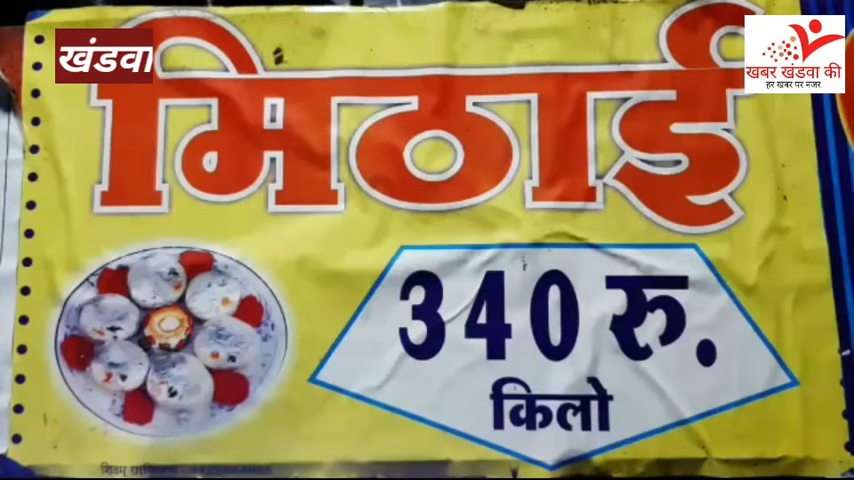 खंडवा
खबर खंडवा की
हर खबर पर नजर
मिठाई
340 रु.
किलो